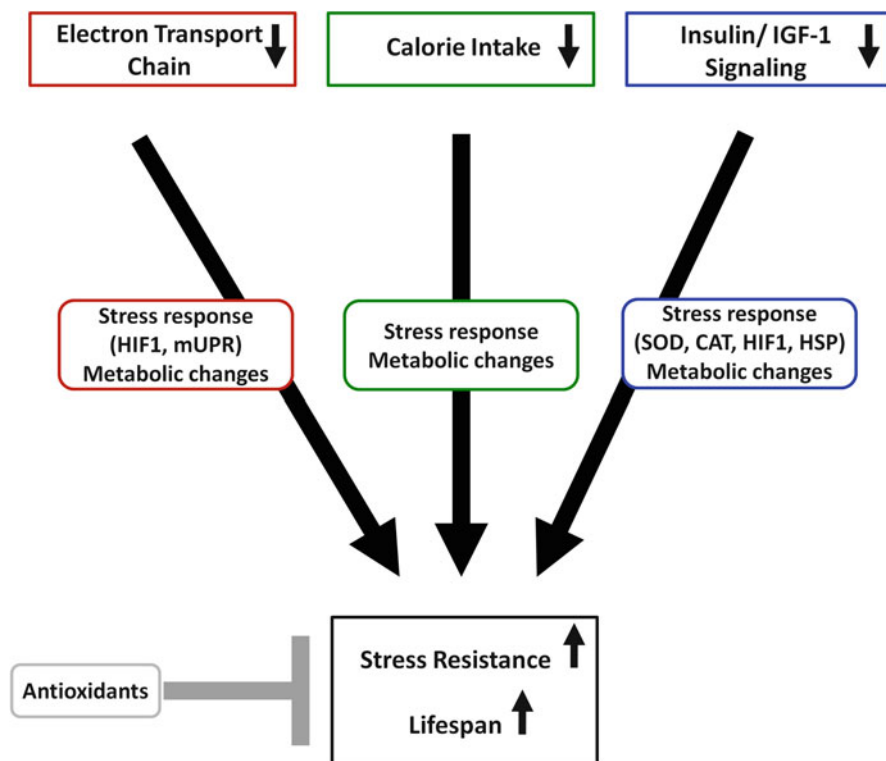 Electron Transport
Chain
Calorie Intake
Insulin/ IGF-1
Signaling
Stress response
(HIF1, mUPR)
Metabolic changes
Stress response
Metabolic changes
Stress response
(SOD, CAT, HIF1, HSP)
Metabolic changes
Antioxidants
Stress Resistance
Lifespan